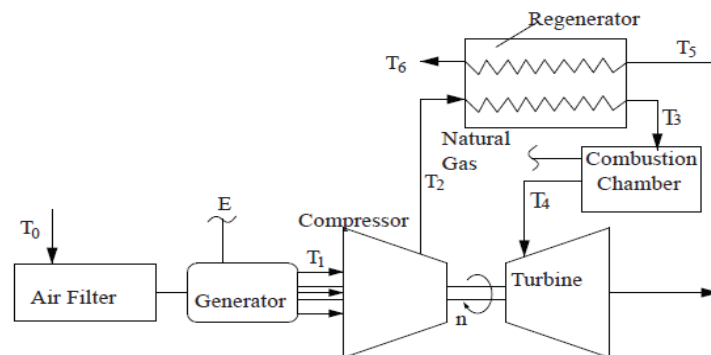 Regenerator
T6
T5
T3
Natural
Gas
Combustion
Chamber
T2
T4
E
Compressor
T0
T1
Turbine
Air Filter
Generator
n